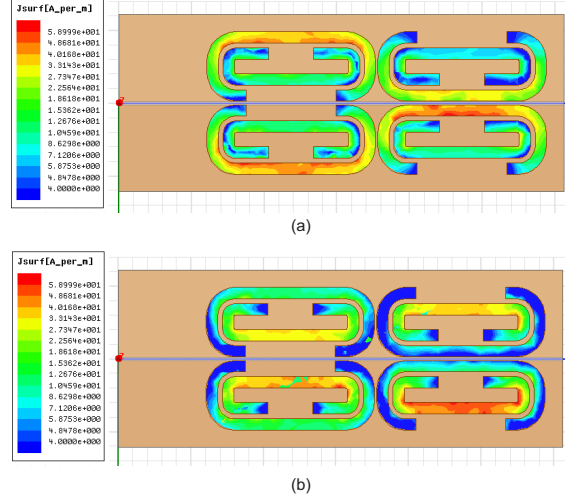 Jsurf[A_per_m]
5.8999e+001
4.8681e+001
4.0168e+001
3.3143e+001
2.7347e+001
2.2564e+001
1.8618e+001
1.5362e+001
1.2676e+001
1.0459e+001
8.6298e+000
7.1206e+000
5.8753e+000
4.8478e+000
4.0000e+000
(a)
Jsurf[A_per_m]
5.8999e+001
4.8681e+001
4.0168e+001
3.3143e+001
2.7347e+001
2.2564e+001
1.8618e+001
1.5362e+001
1.2676e+001
1.0459e+001
8.6298e+000
7.1206e+000
5.8753e+000
4.8478e+000
4.0000e+000
(b)